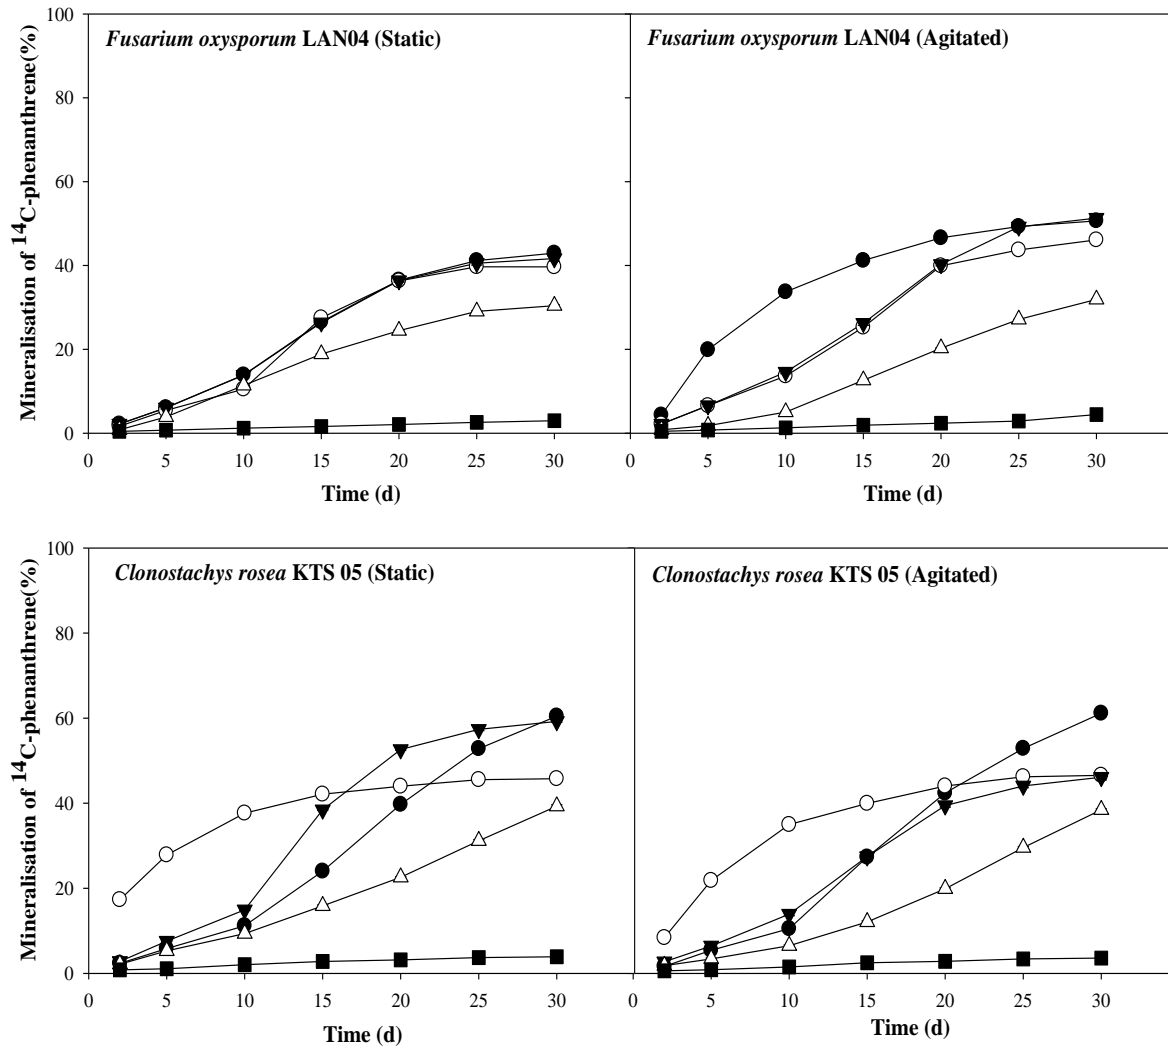 Mineralisation of ¹⁴C-phenanthrene(%)
100
80
60
40
20
0
Fusarium oxysporum LAN04 (Static)
0 5 10 15 20 25 30
Time (d)
Fusarium oxysporum LAN04 (Agitated)
0 5 10 15 20 25 30
Time (d)
Mineralisation of ¹⁴C-phenanthrene(%)
100
80
60
40
20
0
Clonostachys rosea KTS 05 (Static)
0 5 10 15 20 25 30
Time (d)
Clonostachys rosea KTS 05 (Agitated)
0 5 10 15 20 25 30
Time (d)